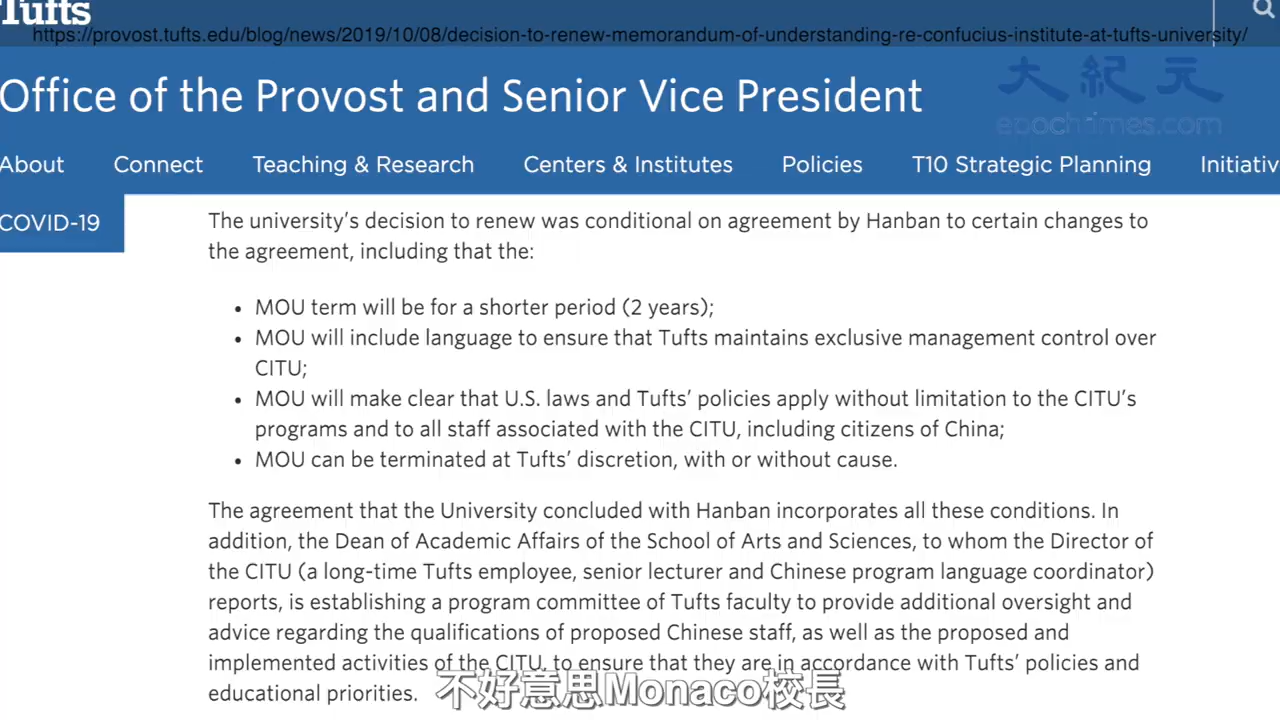 Tufts
https://provost.tufts.edu/blog/news/2019/10/08/decision-to-renew-memorandum-of-understanding-re-confucius-institute-at-tufts-university/
大紀元
epochtimes.com
Office of the Provost and Senior Vice President
About Connect Teaching & Research Centers & Institutes Policies T10 Strategic Planning Initiativ
COVID-19
The university’s decision to renew was conditional on agreement by Hanban to certain changes to
the agreement, including that the:
• MOU term will be for a shorter period (2 years);
• MOU will include language to ensure that Tufts maintains exclusive management control over
CITU;
• MOU will make clear that U.S. laws and Tufts’ policies apply without limitation to the CITU’s
programs and to all staff associated with the CITU, including citizens of China;
• MOU can be terminated at Tufts’ discretion, with or without cause.
The agreement that the University concluded with Hanban incorporates all these conditions. In
addition, the Dean of Academic Affairs of the School of Arts and Sciences, to whom the Director of
the CITU (a long-time Tufts employee, senior lecturer and Chinese program language coordinator)
reports, is establishing a program committee of Tufts faculty to provide additional oversight and
advice regarding the qualifications of proposed Chinese staff, as well as the proposed and
implemented activities of the CITU, to ensure that they are in accordance with Tufts’ policies and
educational priorities.
不好意思Monaco校長